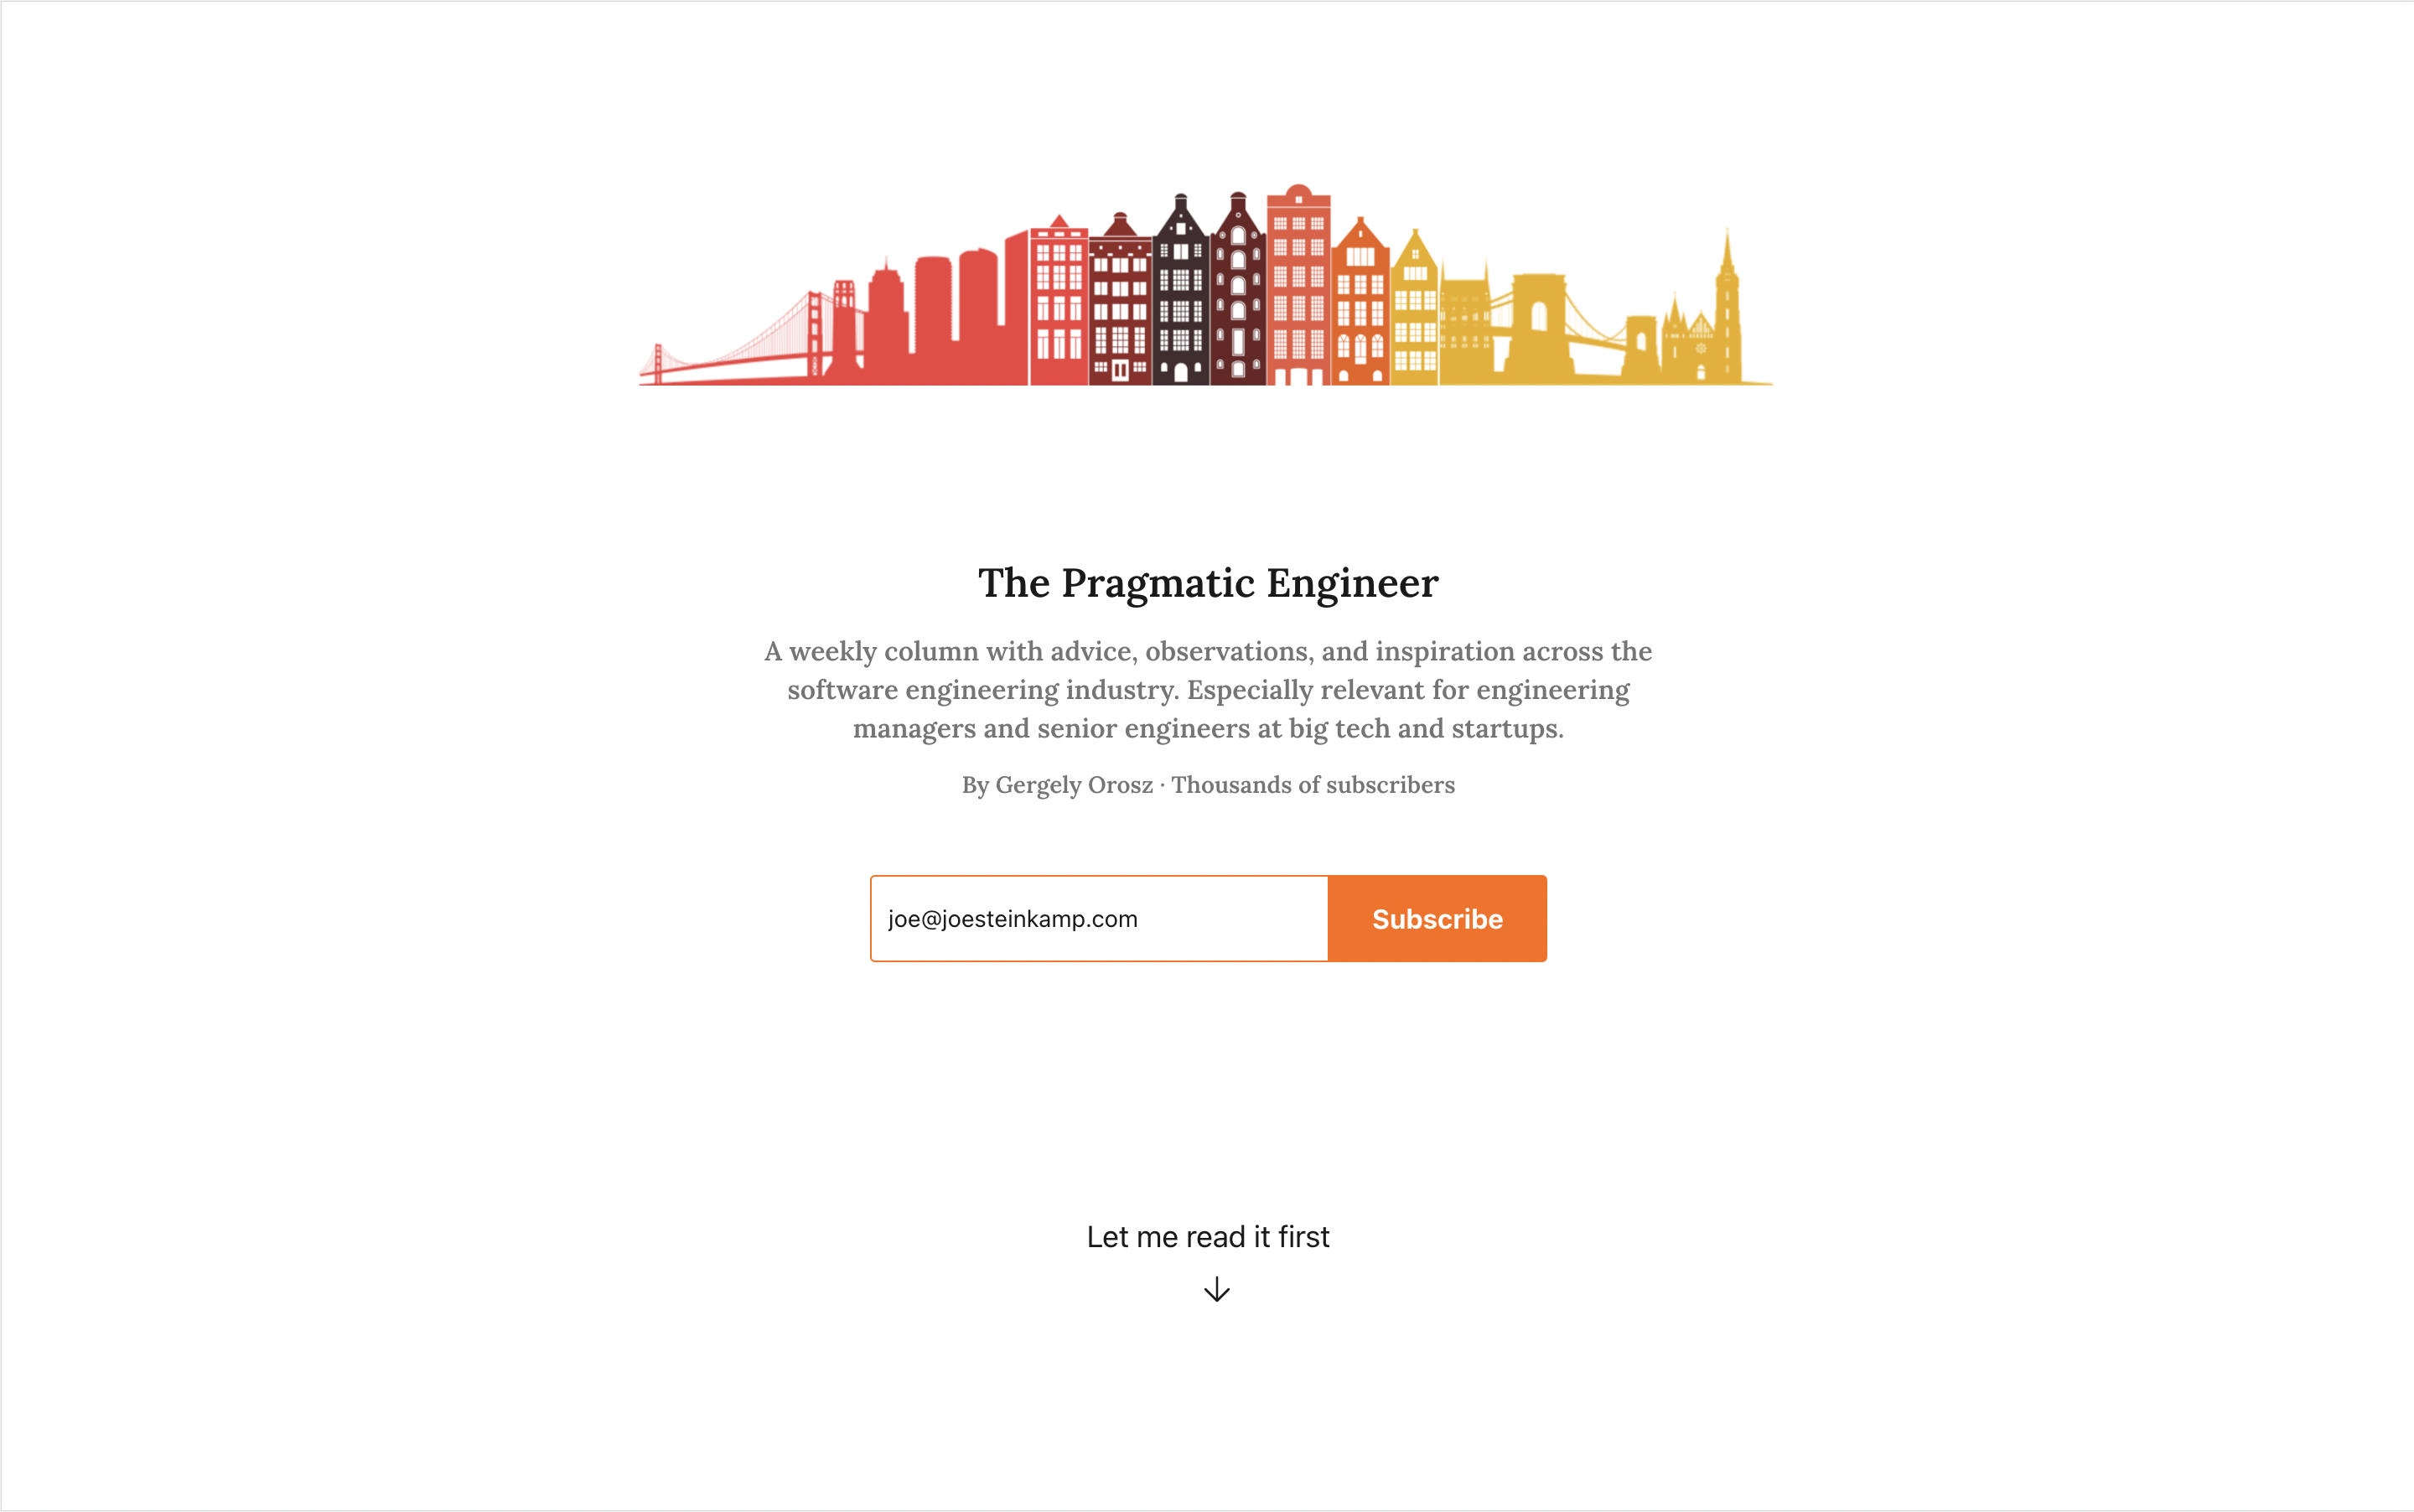 The Pragmatic Engineer
A weekly column with advice, observations, and inspiration across the
software engineering industry. Especially relevant for engineering
managers and senior engineers at big tech and startups.
By Gergely Orosz · Thousands of subscribers
joe@joesteinkamp.com
Subscribe
Let me read it first